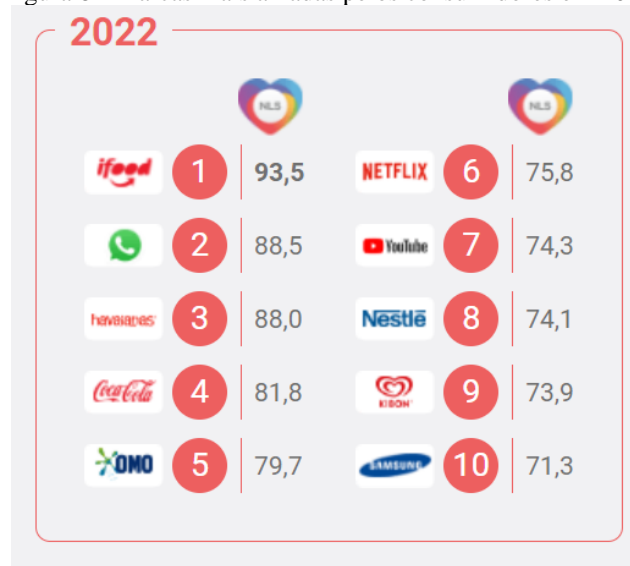 2022
NLS
NLS
ifood 1 93,5
2 88,5
havaianas 3 88,0
Coca-Cola 4 81,8
OMO 5 79,7
NETFLIX 6 75,8
YouTube 7 74,3
Nestlē 8 74,1
KIBON 9 73,9
SAMSUNG 10 71,3